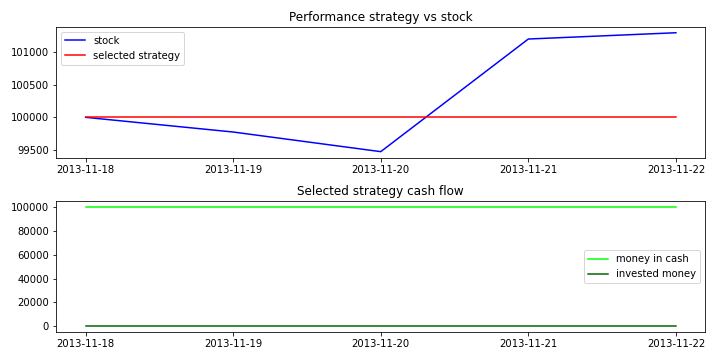 Performance strategy vs stock
stock
selected strategy
101000
100500
100000
99500
2013-11-18 2013-11-19 2013-11-20 2013-11-21 2013-11-22
Selected strategy cash flow
100000
80000
60000
40000
20000
0
money in cash
invested money
2013-11-18 2013-11-19 2013-11-20 2013-11-21 2013-11-22